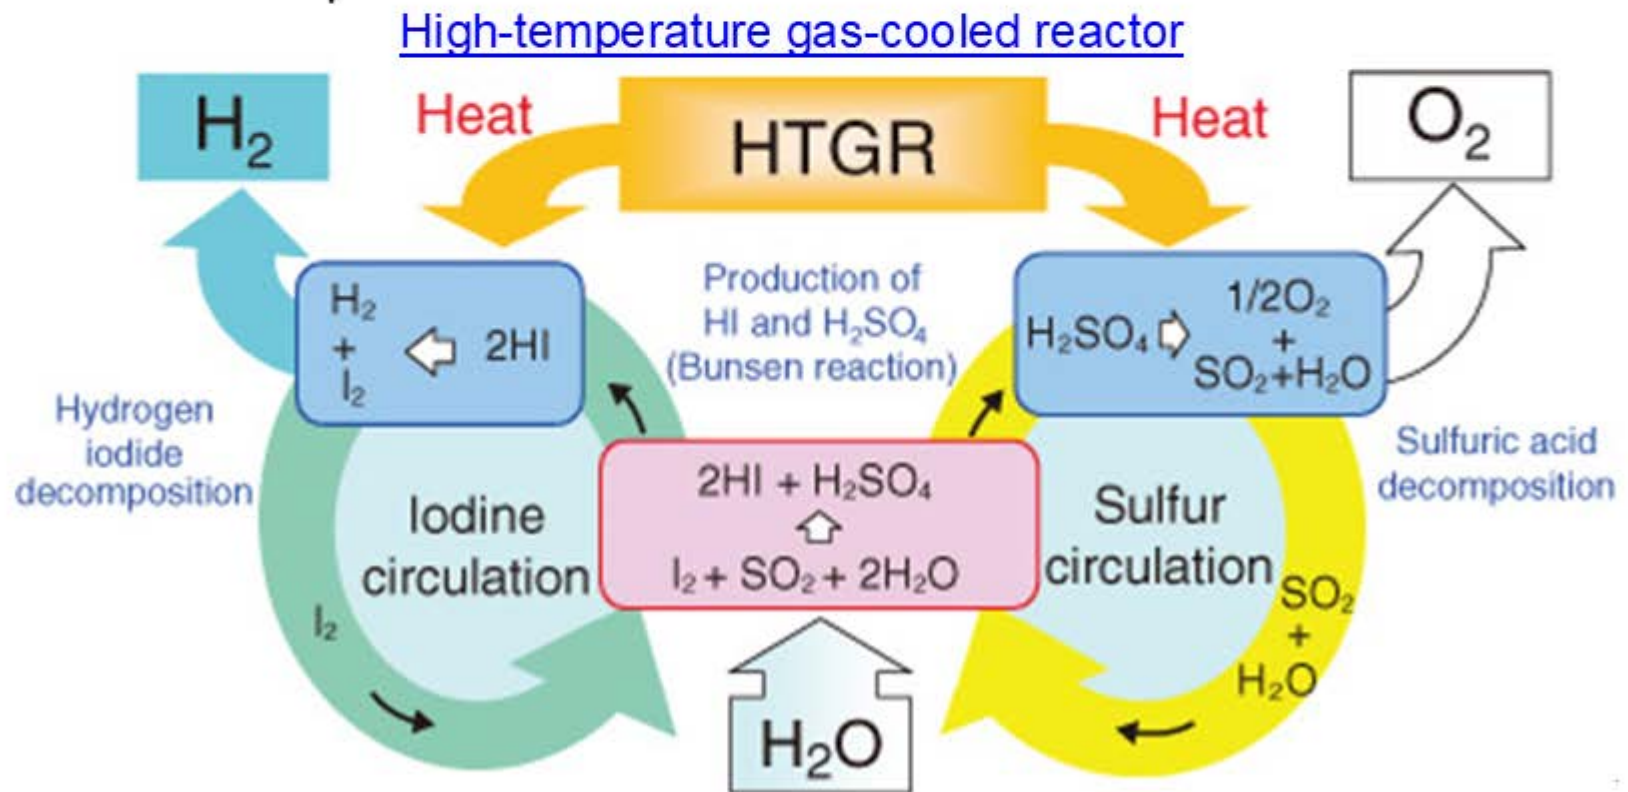 High-temperature gas-cooled reactor
H₂
Heat
HTGR
Heat
O₂
H₂
+
I₂
2HI
Production of
HI and H₂SO₄
(Bunsen reaction)
H₂SO₄
1/2O₂
+
SO₂+H₂O
Hydrogen
iodide
decomposition
Sulfuric acid
decomposition
Iodine
circulation
2HI + H₂SO₄
I₂ + SO₂ + 2H₂O
Sulfur
circulation
I₂
SO₂
+
H₂O
H₂O